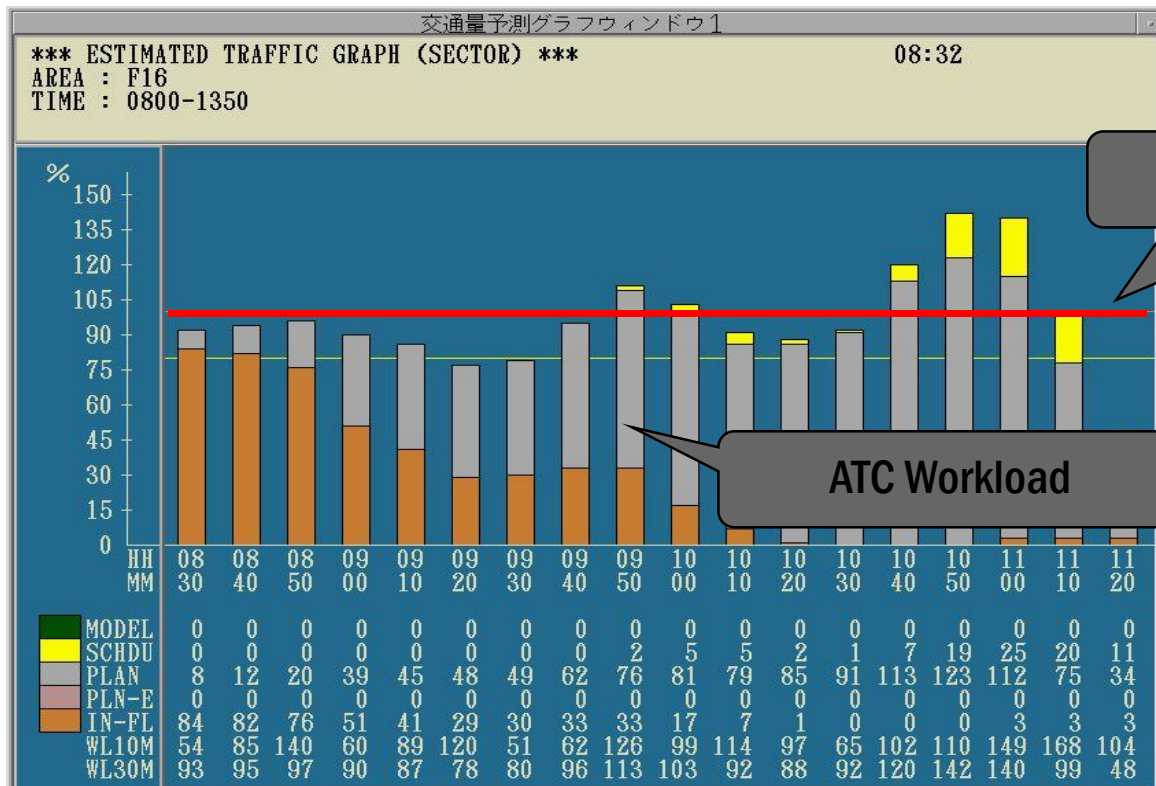 交通量予測グラフウィンドウ1
*** ESTIMATED TRAFFIC GRAPH (SECTOR) *** 08:32
AREA : F16
TIME : 0800-1350
%
150
135
120
105
90
75
60
45
30
15
0
ATC Workload
HH 08 08 08 09 09 09 09 09 09 10 10 10 10 10 10 11 11 11
MM 30 40 50 00 10 20 30 40 50 00 10 20 30 40 50 00 10 20
MODEL 0 0 0 0 0 0 0 0 0 0 0 0 0 0 0 0 0 0
SCHDU 0 0 0 0 0 0 0 0 2 5 5 2 1 7 19 25 20 11
PLAN 8 12 20 39 45 48 49 62 76 81 79 85 91 113 123 112 75 34
PLN-E 0 0 0 0 0 0 0 0 0 0 0 0 0 0 0 0 0 0
IN-FL 84 82 76 51 41 29 30 33 33 17 7 1 0 0 0 3 3 3
WL10M 54 85 140 60 89 120 51 62 126 99 114 97 65 102 110 149 168 104
WL30M 93 95 97 90 87 78 80 96 113 103 92 88 92 120 142 140 99 48